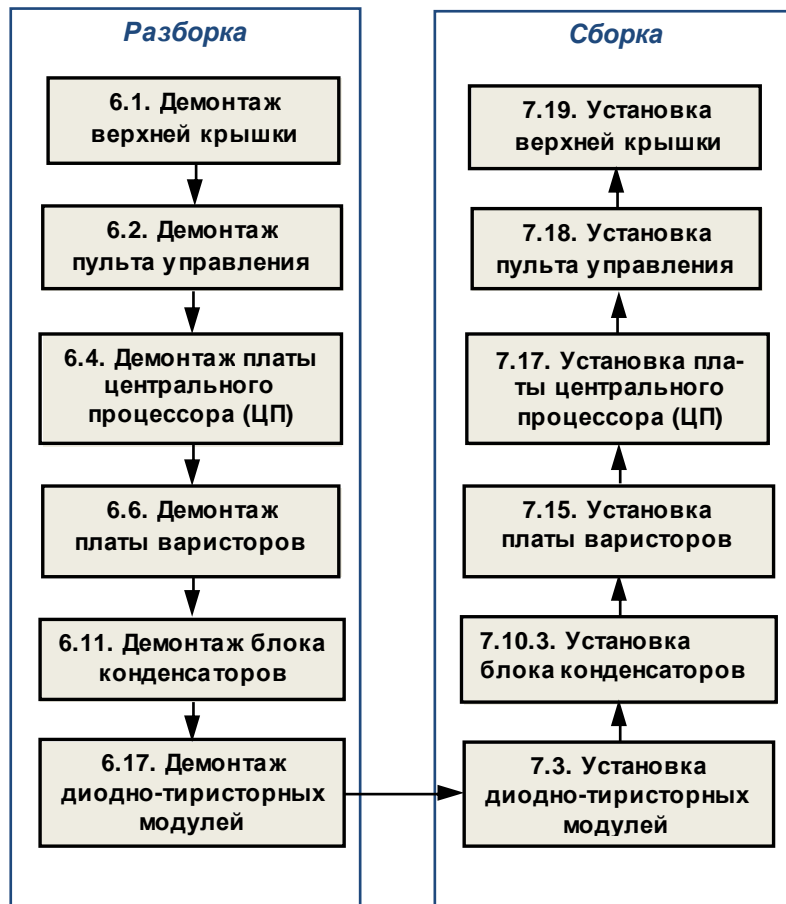 Разборка
6.1. Демонтаж
верхней крышки
6.2. Демонтаж
пульта управления
6.4. Демонтаж платы
центрального
процессора (ЦП)
6.6. Демонтаж
платы варисторов
6.11. Демонтаж блока
конденсаторов
6.17. Демонтаж
диодно-тиристорных
модулей
Сборка
7.19. Установка
верхней крышки
7.18. Установка
пульта управления
7.17. Установка пла-
ты центрального
процессора (ЦП)
7.15. Установка
платы варисторов
7.10.3. Установка
блока конденсаторов
7.3. Установка
диодно-тиристорных
модулей